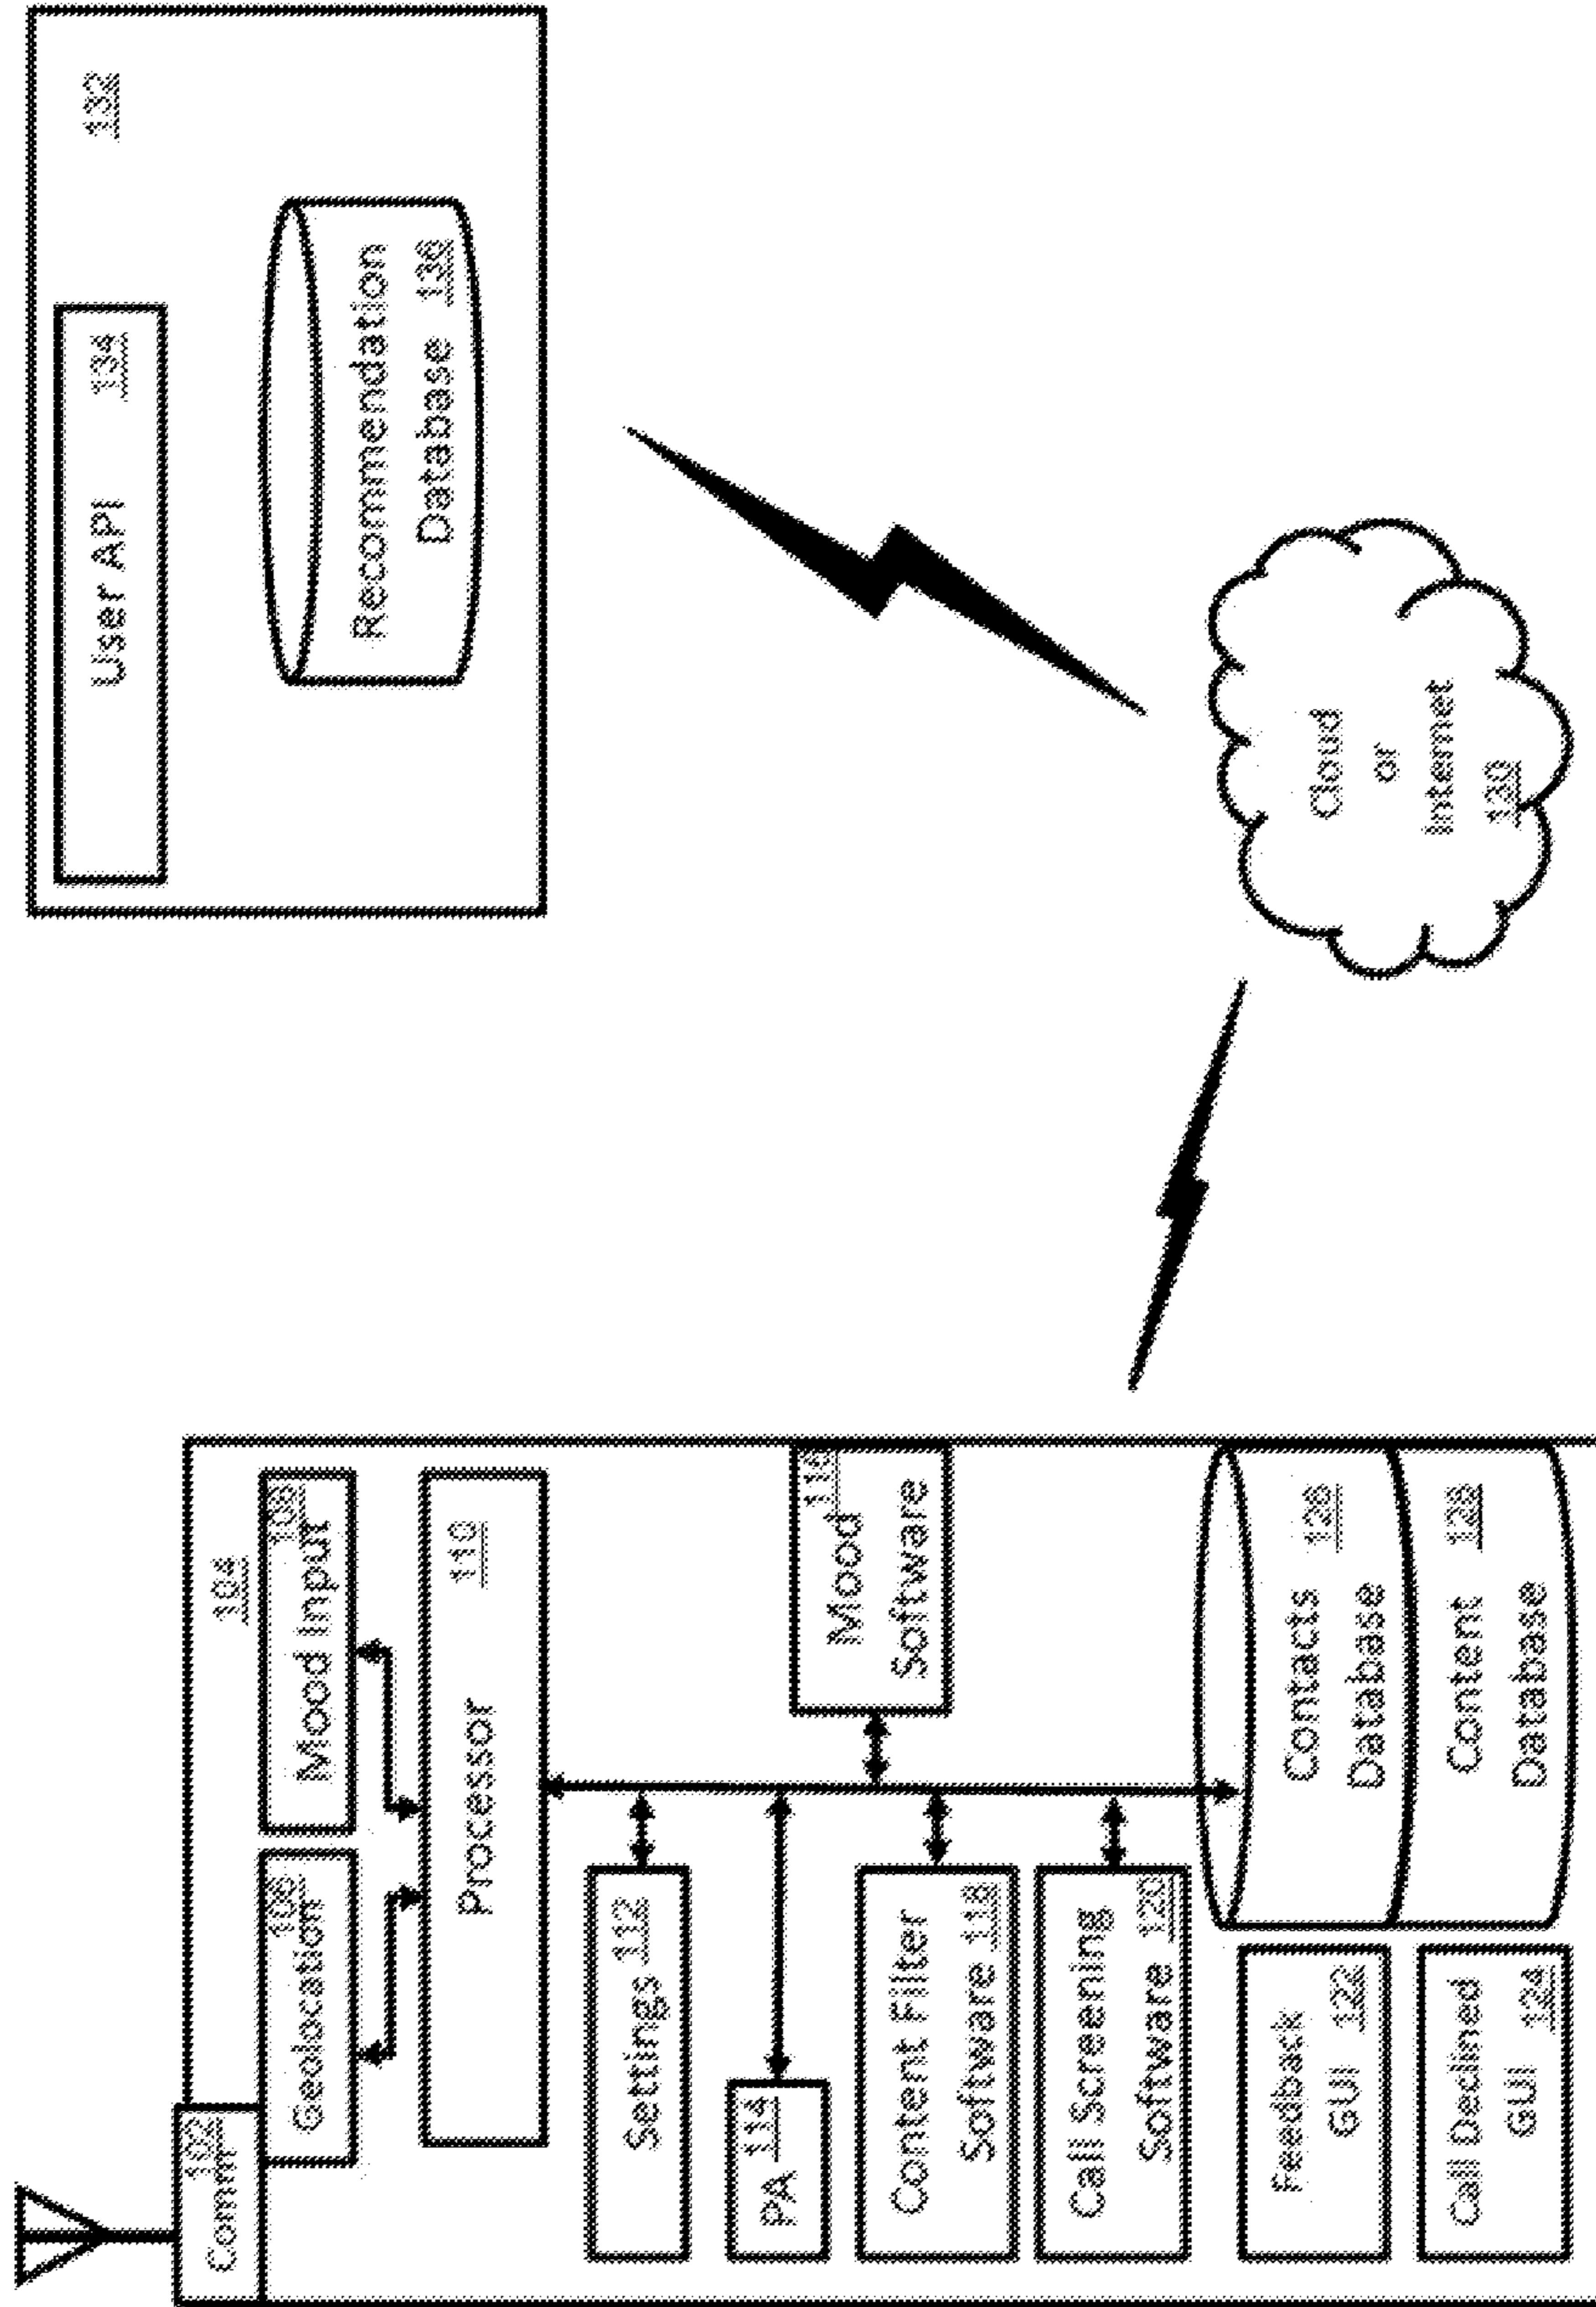 Comm 102
104
Geolocation 106
Mood Input 108
Processor 110
Settings 112
PA 114
Mood 116
Software
Content Filter
Software 118
Call Screening
Software 120
Feedback
GUI 122
Call Declined
GUI 124
Contacts 126
Database
Content 128
Database
Cloud
or
Internet
130
132
User API 134
Recommendation
Database 136